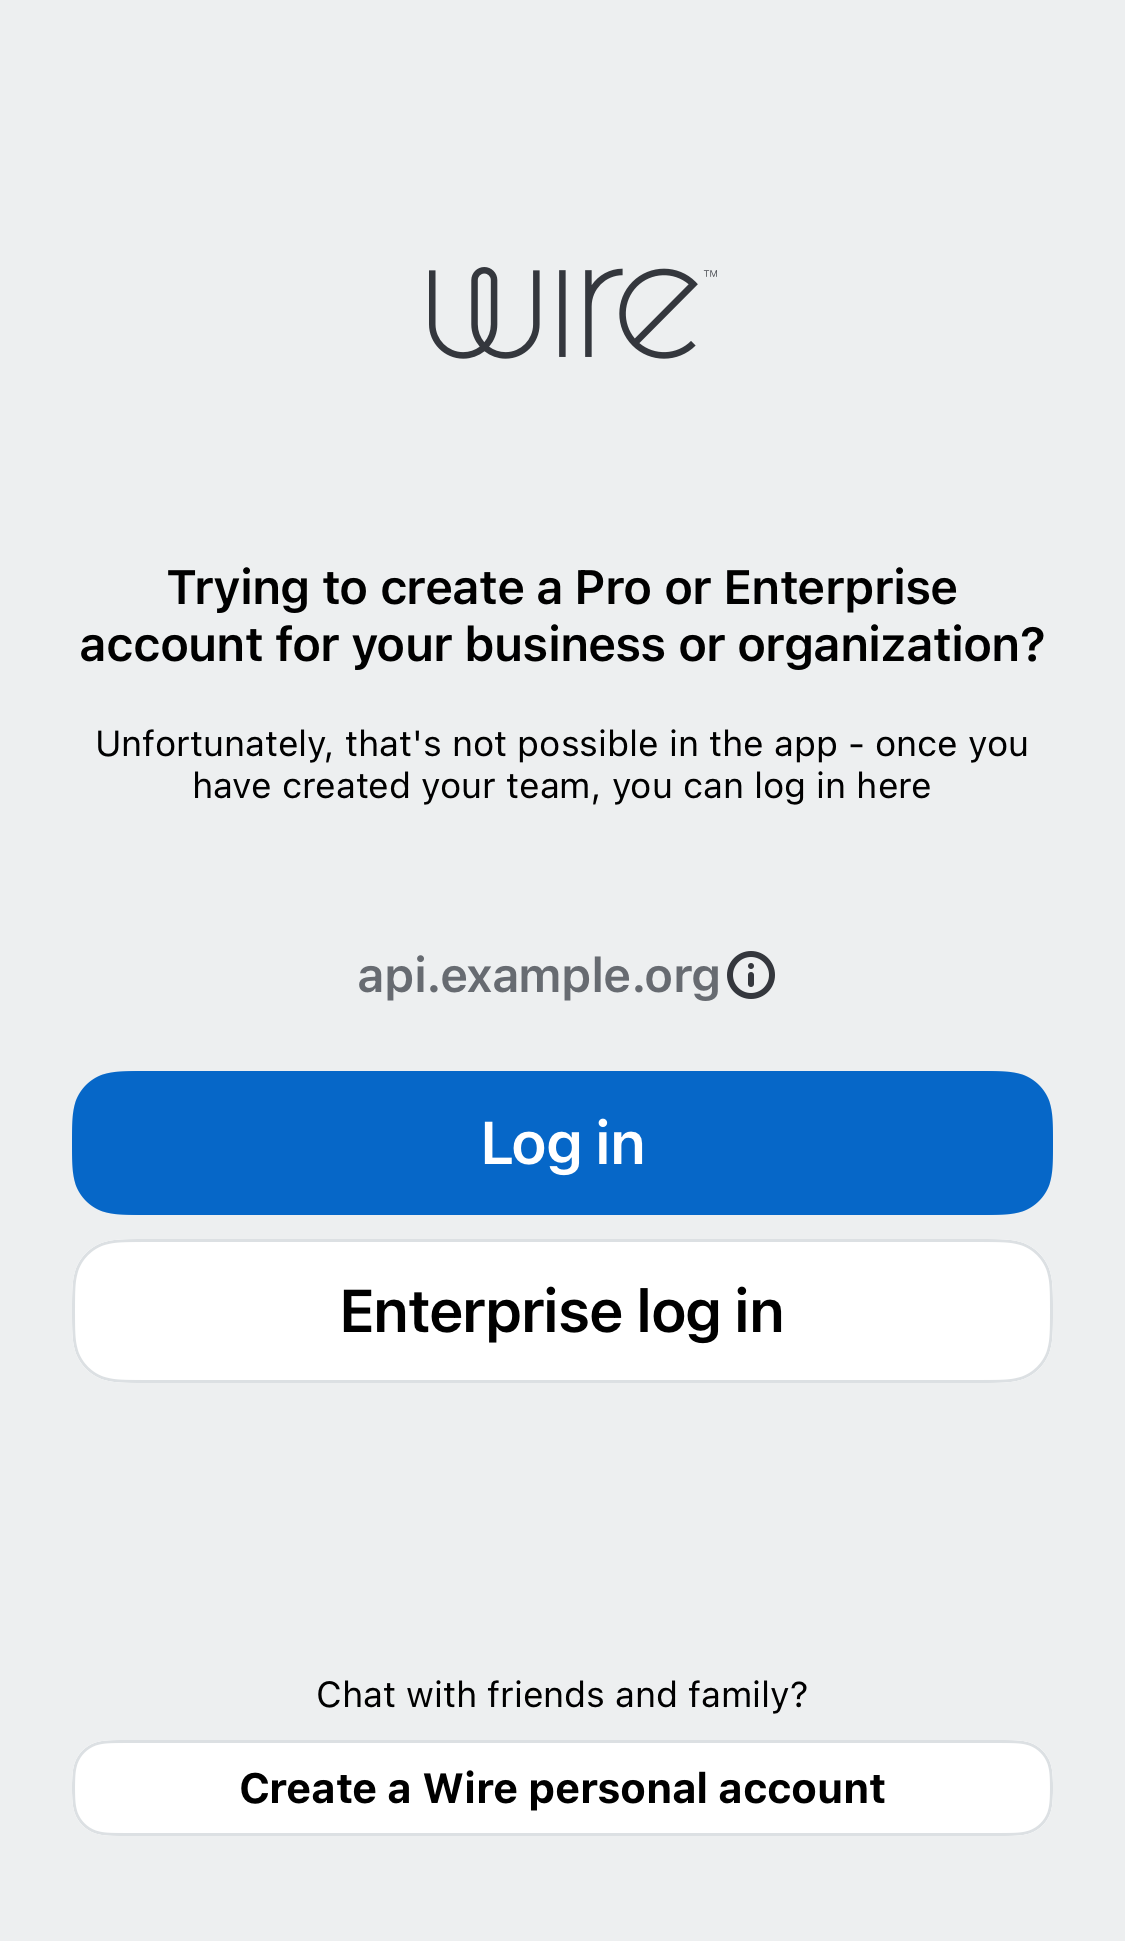 wire™
Trying to create a Pro or Enterprise
account for your business or organization?
Unfortunately, that's not possible in the app - once you
have created your team, you can log in here
api.example.org
Log in
Enterprise log in
Chat with friends and family?
Create a Wire personal account